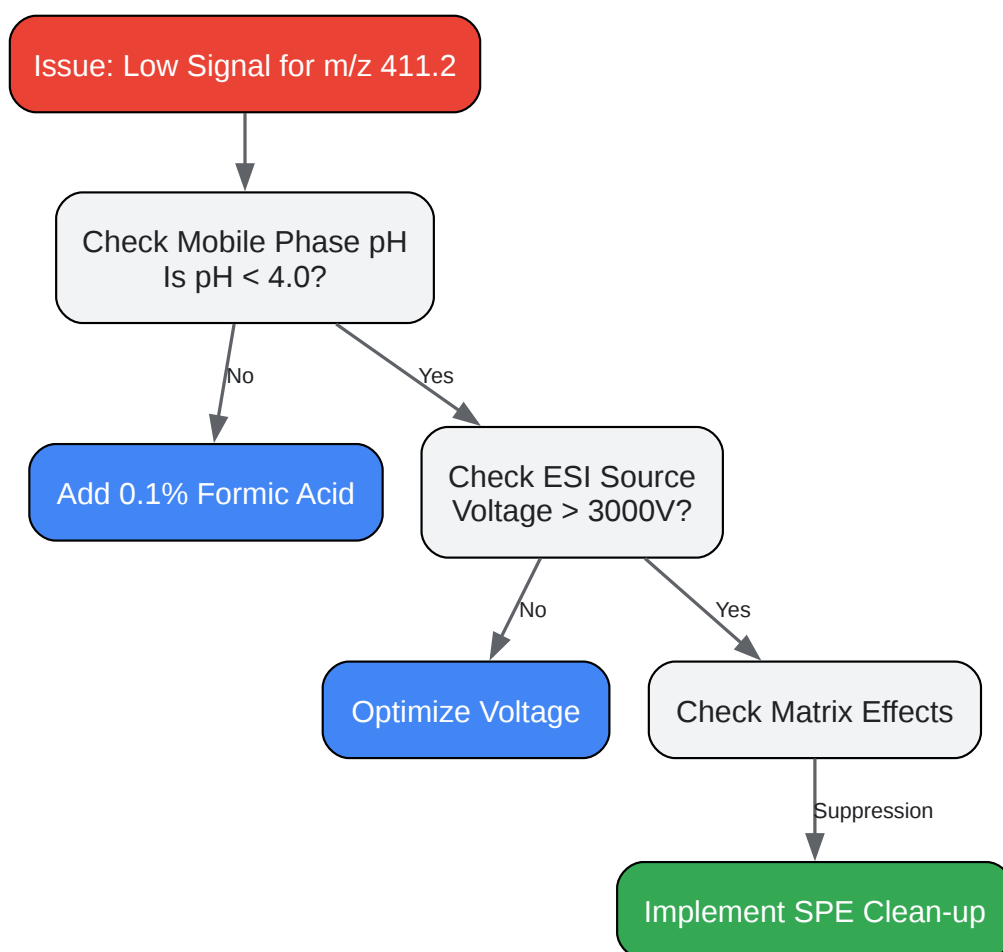 Issue: Low Signal for m/z 411.2
Check Mobile Phase pH
Is pH < 4.0?
No
Yes
Add 0.1% Formic Acid
Check ESI Source
Voltage > 3000V?
No
Yes
Optimize Voltage
Check Matrix Effects
Suppression
Implement SPE Clean-up